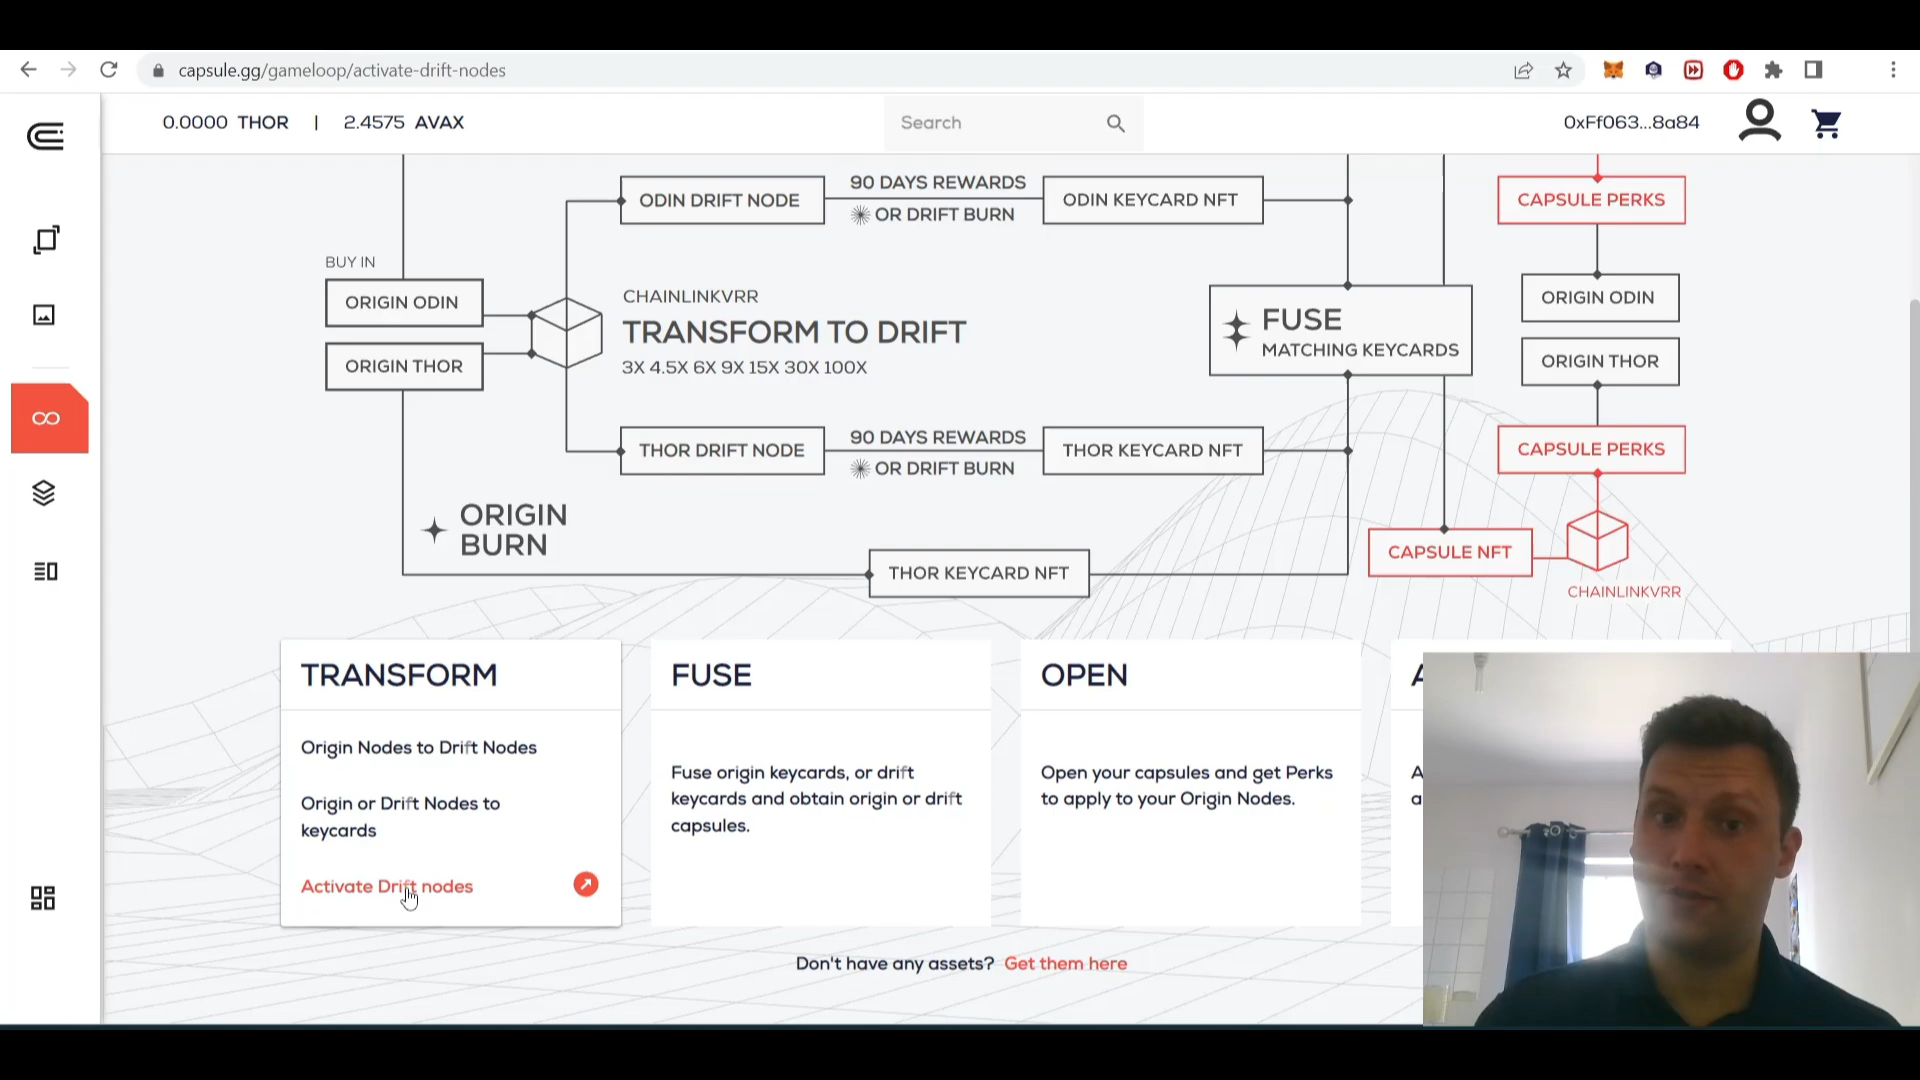 capsule.gg/gameloop/activate-drift-nodes
0.0000 THOR | 2.4575 AVAX
Search
0xFf063...8a84
ODIN DRIFT NODE
90 DAYS REWARDS
OR DRIFT BURN
ODIN KEYCARD NFT
CAPSULE PERKS
BUY IN
ORIGIN ODIN
ORIGIN THOR
CHAINLINKVRR
TRANSFORM TO DRIFT
3X 4.5X 6X 9X 15X 30X 100X
FUSE
MATCHING KEYCARDS
ORIGIN ODIN
ORIGIN THOR
THOR DRIFT NODE
90 DAYS REWARDS
OR DRIFT BURN
THOR KEYCARD NFT
CAPSULE PERKS
ORIGIN
BURN
THOR KEYCARD NFT
CAPSULE NFT
CHAINLINKVRR
TRANSFORM
Origin Nodes to Drift Nodes
Origin or Drift Nodes to
keycards
Activate Drift nodes
FUSE
Fuse origin keycards, or drift
keycards and obtain origin or drift
capsules.
OPEN
Open your capsules and get Perks
to apply to your Origin Nodes.
Don't have any assets? Get them here